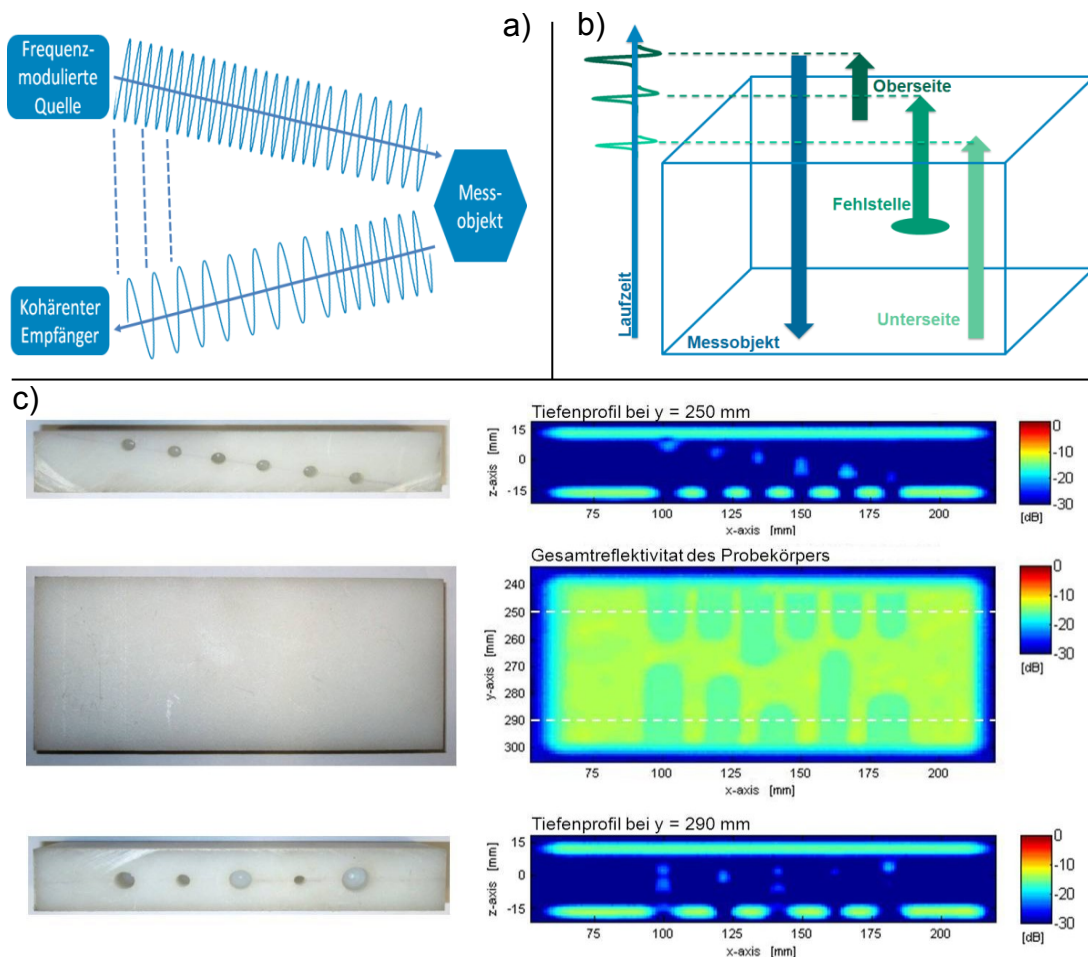 a)
Frequenz-
modulierte
Quelle
Mess-
objekt
Kohärenter
Empfänger
b)
Laufzeit
Oberseite
Fehlstelle
Unterseite
Messobjekt
c)
Tiefenprofil bei y = 250 mm
z-axis [mm]
15
0
-15
75 100 125 150 175 200
x-axis [mm]
0
-10
-20
-30
[dB]
Gesamtreflektivitat des Probekörpers
y-axis [mm]
240
250
260
270
280
290
300
75 100 125 150 175 200
x-axis [mm]
0
-10
-20
-30
[dB]
Tiefenprofil bei y = 290 mm
z-axis [mm]
15
0
-15
75 100 125 150 175 200
x-axis [mm]
0
-10
-20
-30
[dB]